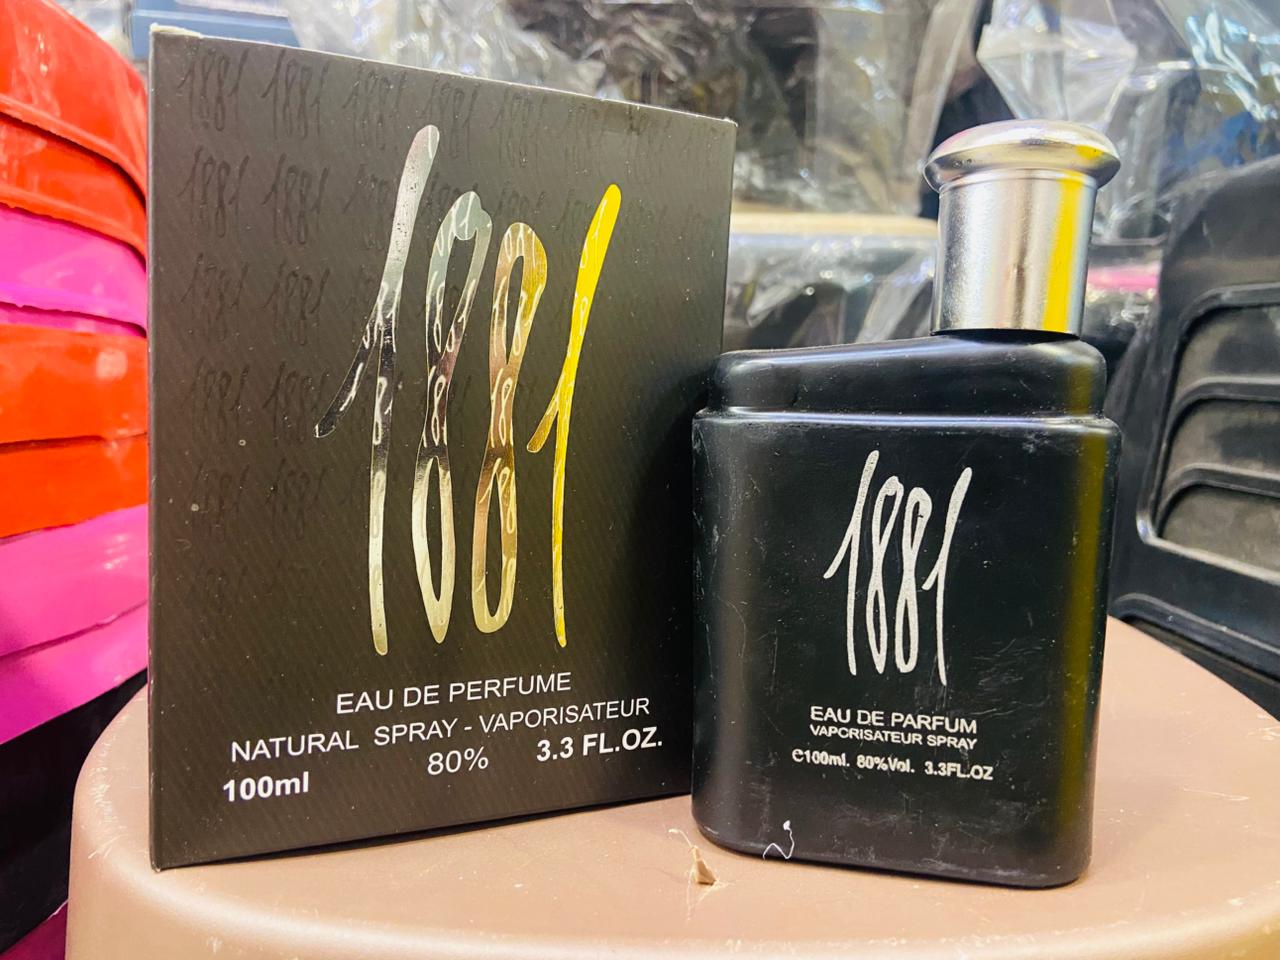 1881
EAU DE PERFUME
NATURAL SPRAY - VAPORISATEUR
100ml 80% 3.3 FL.OZ.
1881
EAU DE PARFUM
VAPORISATEUR SPRAY
℮100ml. 80%Vol. 3.3FL.OZ